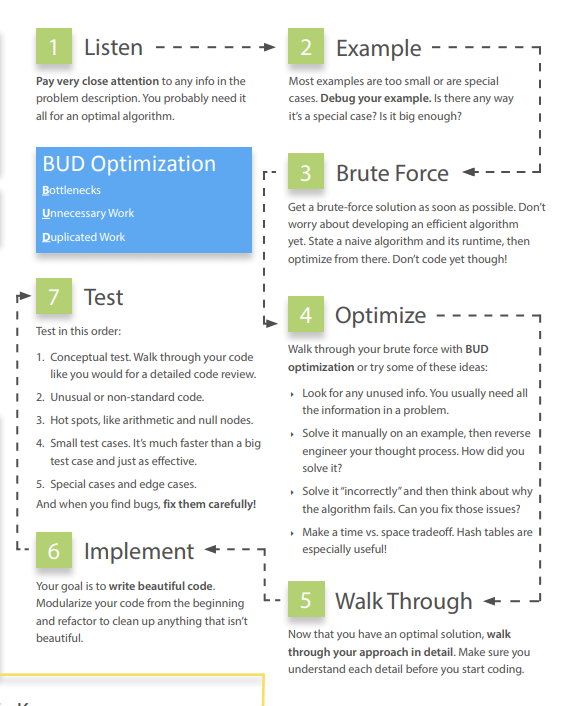 1 Listen
Pay very close attention to any info in the
problem description. You probably need it
all for an optimal algorithm.
2 Example
Most examples are too small or are special
cases. Debug your example. Is there any way
it's a special case? Is it big enough?
BUD Optimization
Bottlenecks
Unnecessary Work
Duplicated Work
3 Brute Force
Get a brute-force solution as soon as possible. Don't
worry about developing an efficient algorithm
yet. State a naive algorithm and its runtime, then
optimize from there. Don't code yet though!
4 Optimize
Walk through your brute force with BUD
optimization or try some of these ideas:
‣ Look for any unused info. You usually need all
the information in a problem.
‣ Solve it manually on an example, then reverse
engineer your thought process. How did you
solve it?
‣ Solve it "incorrectly" and then think about why
the algorithm fails. Can you fix those issues?
‣ Make a time vs. space tradeoff. Hash tables are
especially useful!
5 Walk Through
Now that you have an optimal solution, walk
through your approach in detail. Make sure you
understand each detail before you start coding.
6 Implement
Your goal is to write beautiful code.
Modularize your code from the beginning
and refactor to clean up anything that isn't
beautiful.
7 Test
Test in this order:
1. Conceptual test. Walk through your code
like you would for a detailed code review.
2. Unusual or non-standard code.
3. Hot spots, like arithmetic and null nodes.
4. Small test cases. It's much faster than a big
test case and just as effective.
5. Special cases and edge cases.
And when you find bugs, fix them carefully!